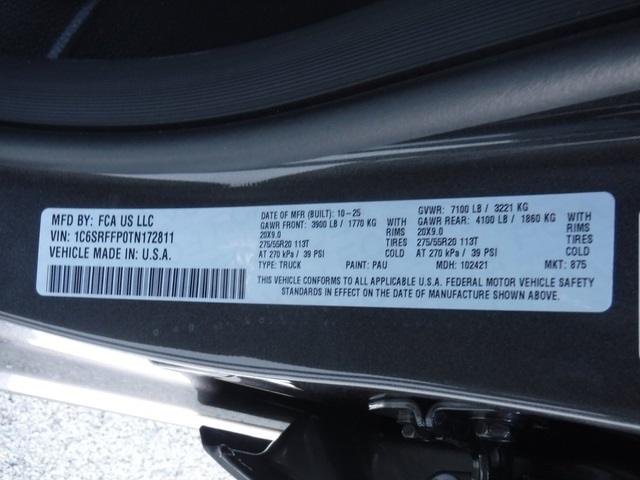 MFD BY: FCA US LLC
VIN: 1C6SRFFP0TN172811
VEHICLE MADE IN: U.S.A.
DATE OF MFR (BUILT): 10-25
GVWR: 7100 LB / 3221 KG
GAWR FRONT: 3900 LB / 1770 KG
GAWR REAR: 4100 LB / 1860 KG
20X9.0 RIMS 20X9.0 RIMS
275/55R20 113T TIRES 275/55R20 113T TIRES
AT 270 kPa / 39 PSI COLD AT 270 kPa / 39 PSI COLD
TYPE: TRUCK PAINT: PAU MDH: 102421 MKT: 875
THIS VEHICLE CONFORMS TO ALL APPLICABLE U.S.A. FEDERAL MOTOR VEHICLE SAFETY
STANDARDS IN EFFECT ON THE DATE OF MANUFACTURE SHOWN ABOVE.